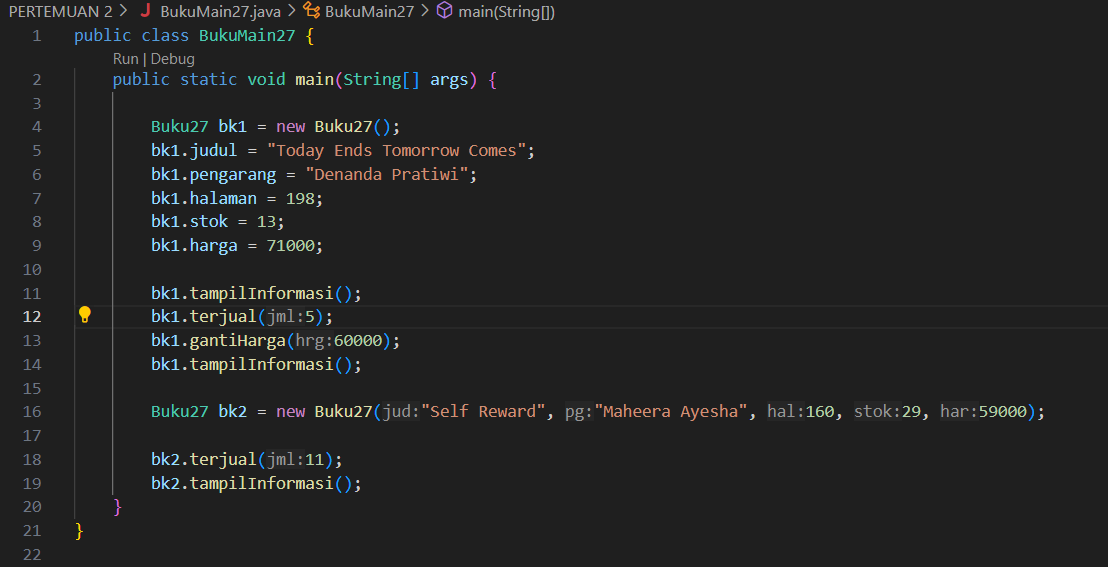 PERTEMUAN 2 > J BukuMain27.java > BukuMain27 > main(String[])
1 public class BukuMain27 {
Run | Debug
2 public static void main(String[] args) {
3
4 Buku27 bk1 = new Buku27();
5 bk1.judul = "Today Ends Tomorrow Comes";
6 bk1.pengarang = "Denanda Pratiwi";
7 bk1.halaman = 198;
8 bk1.stok = 13;
9 bk1.harga = 71000;
10
11 bk1.tampilInformasi();
12 bk1.terjual(jml:5);
13 bk1.gantiHarga(hrg:60000);
14 bk1.tampilInformasi();
15
16 Buku27 bk2 = new Buku27(jud:"Self Reward", pg:"Maheera Ayesha", hal:160, stok:29, har:59000);
17
18 bk2.terjual(jml:11);
19 bk2.tampilInformasi();
20 }
21 }
22